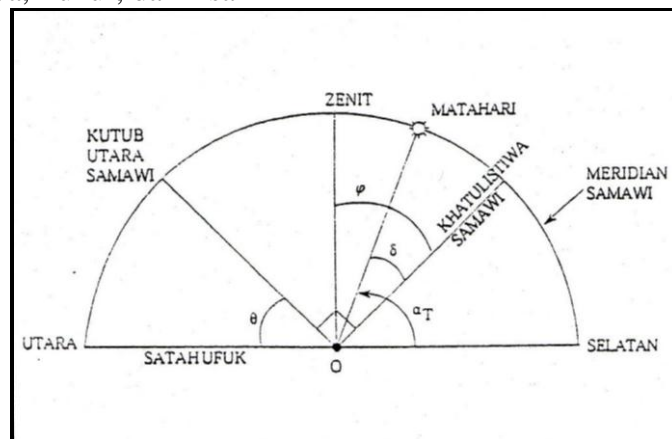 ZENIT
MATAHARI
KUTUB
UTARA
SAMAWI
KHATULISTIWA
SAMAWI
MERIDIAN
SAMAWI
φ
δ
θ
αT
UTARA
SATAH UFUK
O
SELATAN